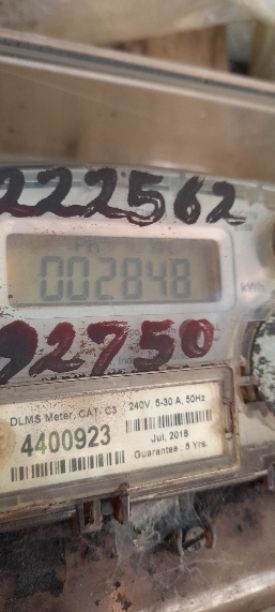 222562
002848 kWh
92750
DLMS Meter, CAT- C3 240V, 5-30 A, 50Hz
4400923
Jul, 2018
Guarantee : 5 Yrs.